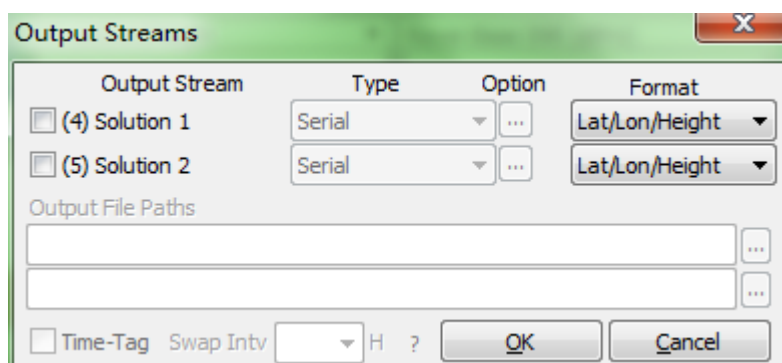 Output Streams
Output Stream Type Option Format
(4) Solution 1 Serial ... Lat/Lon/Height
(5) Solution 2 Serial ... Lat/Lon/Height
Output File Paths
...
...
Time-Tag Swap Intv H ? OK Cancel